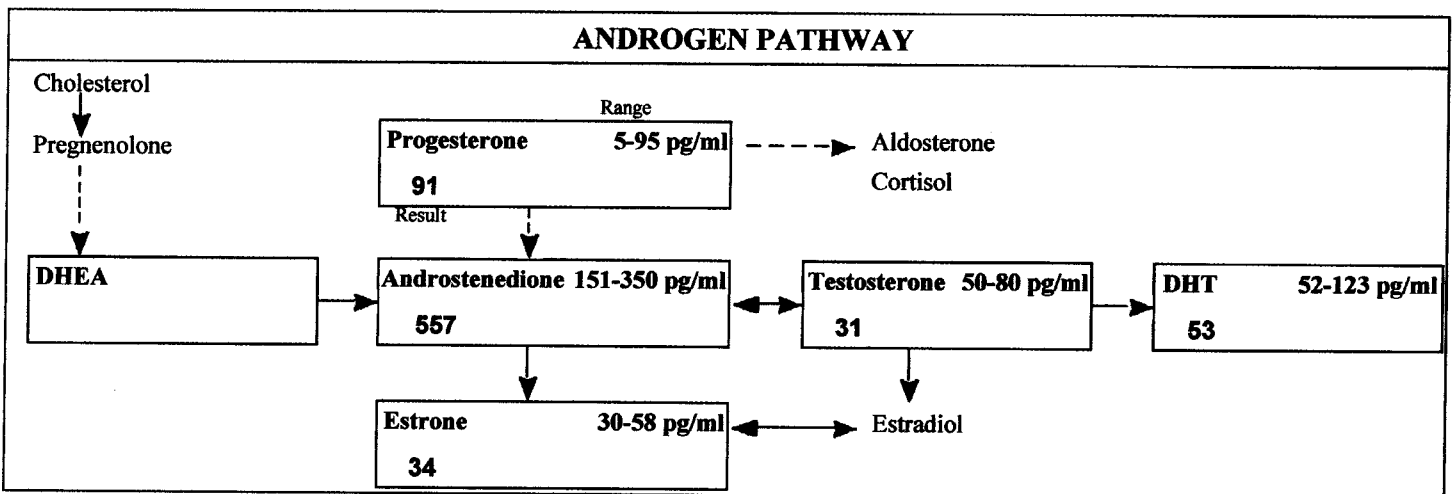 ANDROGEN PATHWAY
Cholesterol
Range
Pregnenolone
Progesterone 5-95 pg/ml
Aldosterone
91
Cortisol
Result
DHEA
Androstenedione 151-350 pg/ml
Testosterone 50-80 pg/ml
DHT 52-123 pg/ml
557
31
53
Estrone 30-58 pg/ml
Estradiol
34